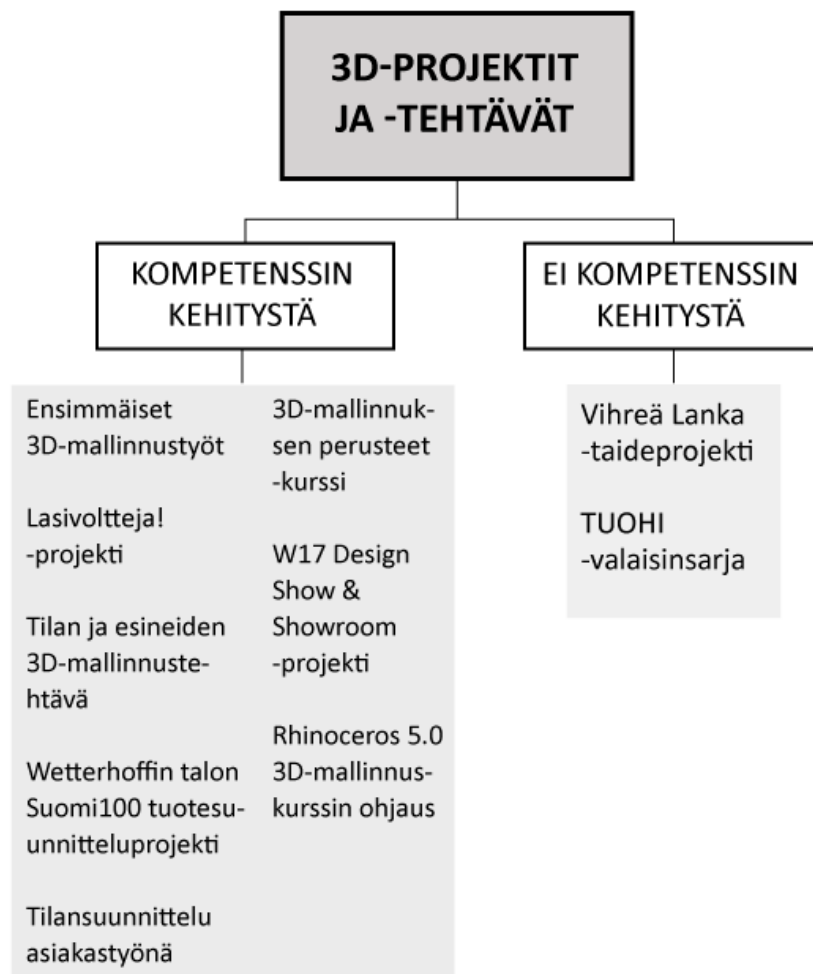 3D-PROJEKTIT
JA -TEHTÄVÄT
KOMPETENSSIN
KEHITYSTÄ
Ensimmäiset
3D-mallinnustyöt
Lasivoltteja!
-projekti
Tilan ja esineiden
3D-mallinnuste-
htävä
Wetterhoffin talon
Suomi100 tuotesu-
unnitteluprojekti
Tilansuunnittelu
asiakastyönä
3D-mallinnuk-
sen perusteet
-kurssi
W17 Design
Show &
Showroom
-projekti
Rhinoceros 5.0
3D-mallinnus-
kurssin ohjaus
EI KOMPETENSSIN
KEHITYSTÄ
Vihreä Lanka
-taideprojekti
TUOHI
-valaisinsarja